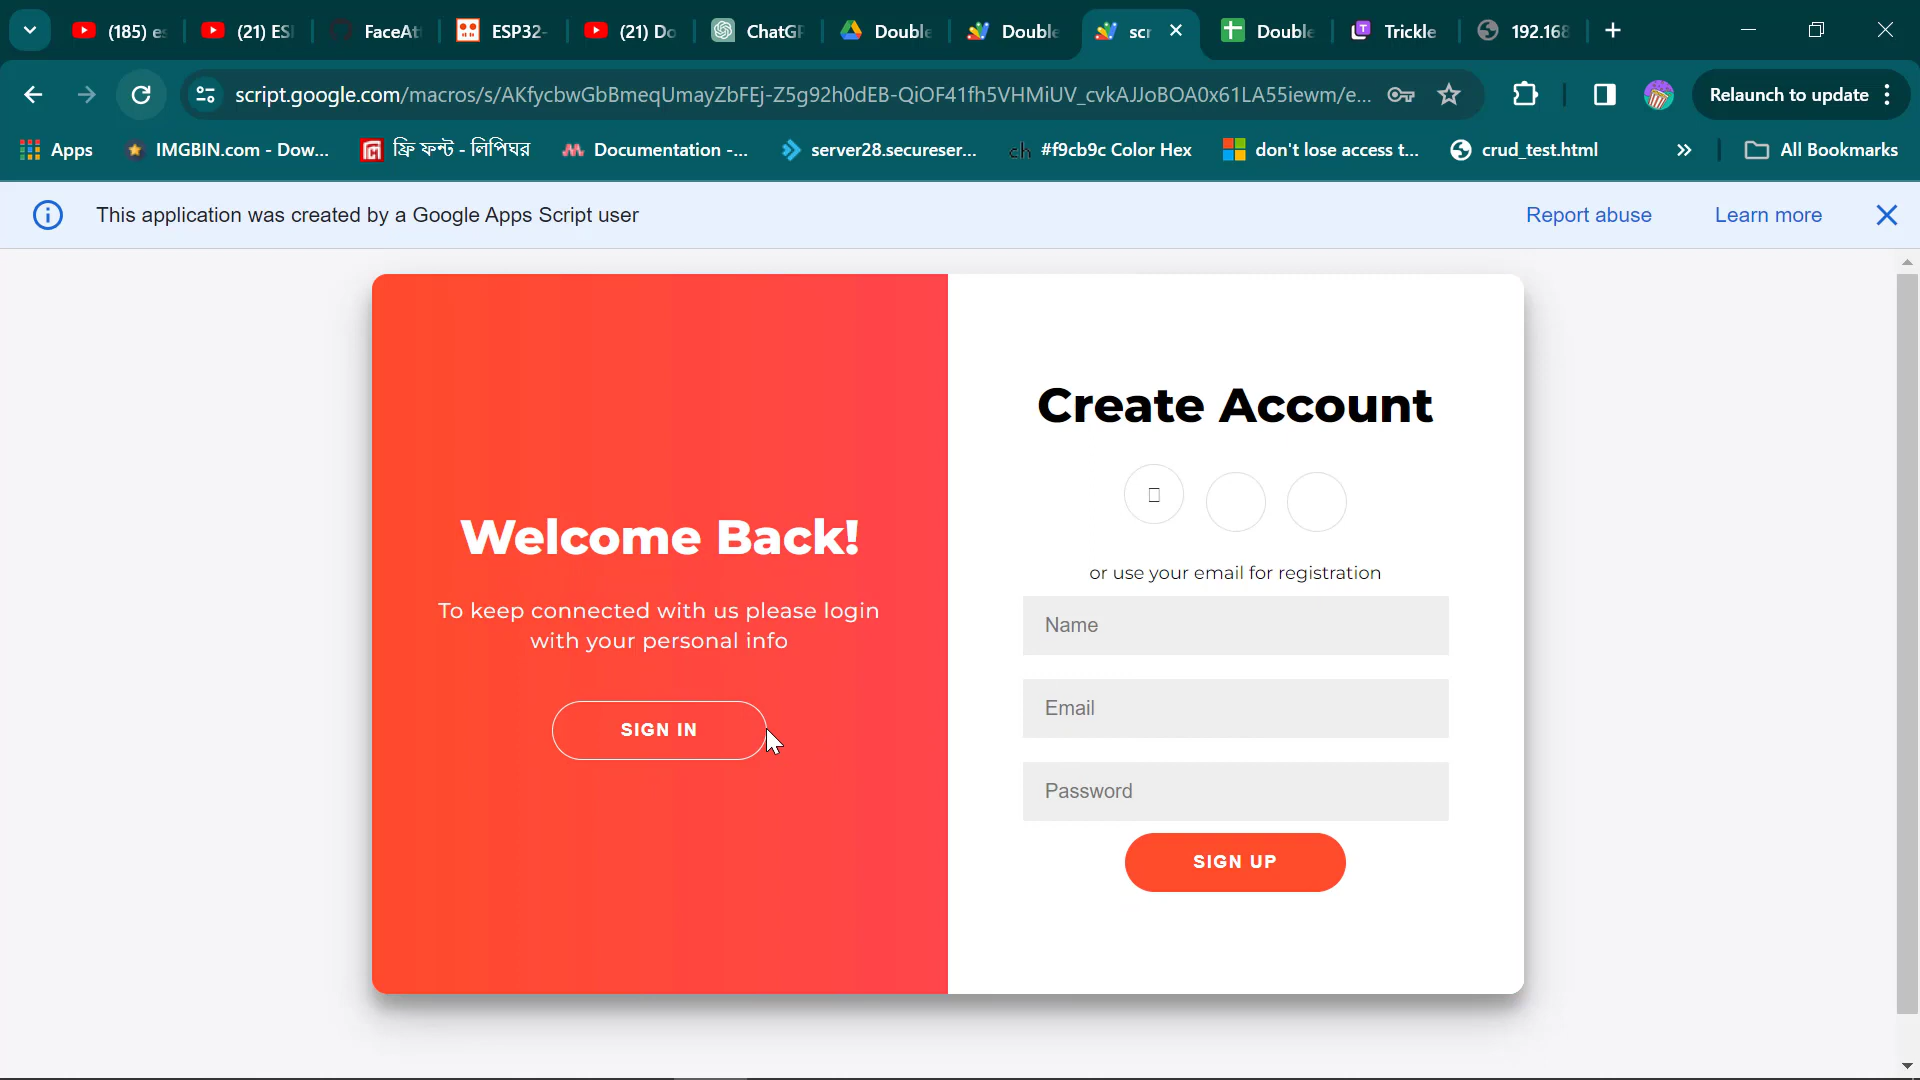 (185) es
(21) ESI
FaceAt
ESP32-
(21) Do
ChatGP
Double
Double
scr
Double
Trickle
192.168
script.google.com/macros/s/AKfycbwGbBmeqUmayZbFEj-Z5g92h0dEB-QiOF41fh5VHMiUV_cvkAJJoBOA0x61LA55iewm/e...
Relaunch to update
Apps
IMGBIN.com - Dow...
ফ্রি ফন্ট - লিপিঘর
Documentation -...
server28.secureser...
ch #f9cb9c Color Hex
don't lose access t...
crud_test.html
»
All Bookmarks
This application was created by a Google Apps Script user
Report abuse
Learn more
Welcome Back!
To keep connected with us please login
with your personal info
SIGN IN
Create Account
or use your email for registration
Name
Email
Password
SIGN UP